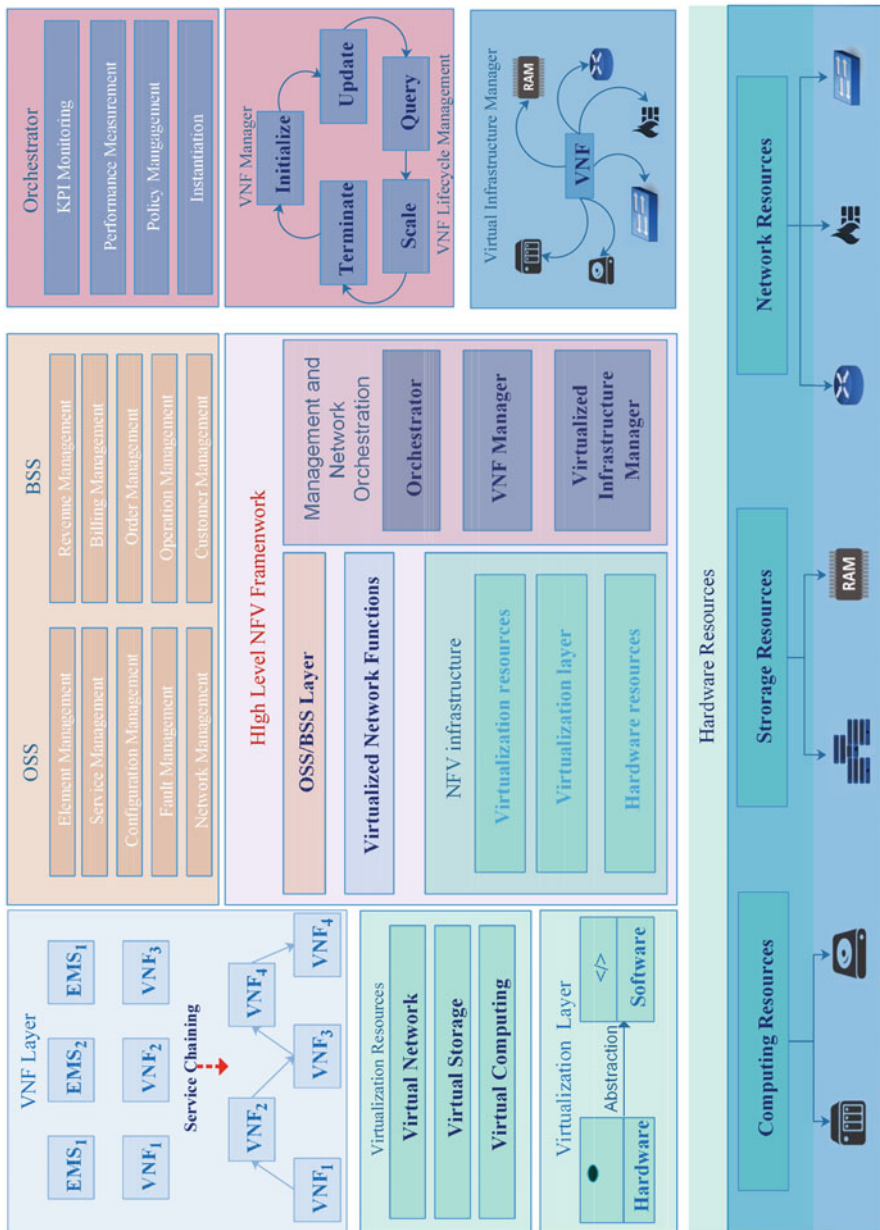 VNF Layer
EMS1
EMS2
EMS1
VNF1
VNF2
VNF3
Service Chaining
VNF1
VNF2
VNF3
VNF4
VNF4
OSS
Element Management
Service Management
Configuration Management
Fault Management
Network Management
BSS
Revenue Management
Billing Management
Order Management
Operation Management
Customer Management
Orchestrator
KPI Monitoring
Performance Measurement
Policy Mangagement
Instantiation
Virtualization Resources
Virtual Network
Virtual Storage
Virtual Computing
Virtualization Layer
Hardware
Abstraction
</>
Software
HIgh Level NFV Framenwork
OSS/BSS Layer
Virtualized Network Functions
NFV infrastructure
Virtualization resources
Virtualization layer
Hardware resources
Management and
Network
Orchestration
Orchestrator
VNF Manager
Virtualized
Infrastructure
Manager
VNF Manager
Initialize
Update
Query
Scale
Terminate
VNF Lifecycle Management
Virtual Infrastructure Manager
RAM
VNF
Hardware Resources
Computing Resources
Strorage Resources
RAM
Network Resources